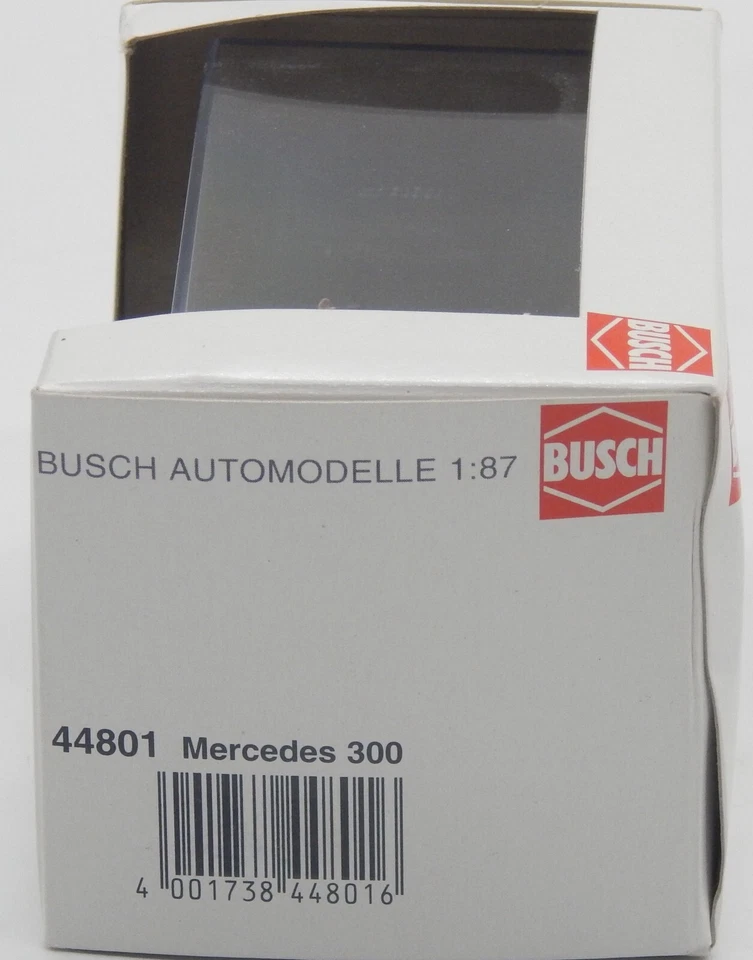 BUSCH
BUSCH AUTOMODELLE 1:87
BUSCH
44801 Mercedes 300
4 001738 448016